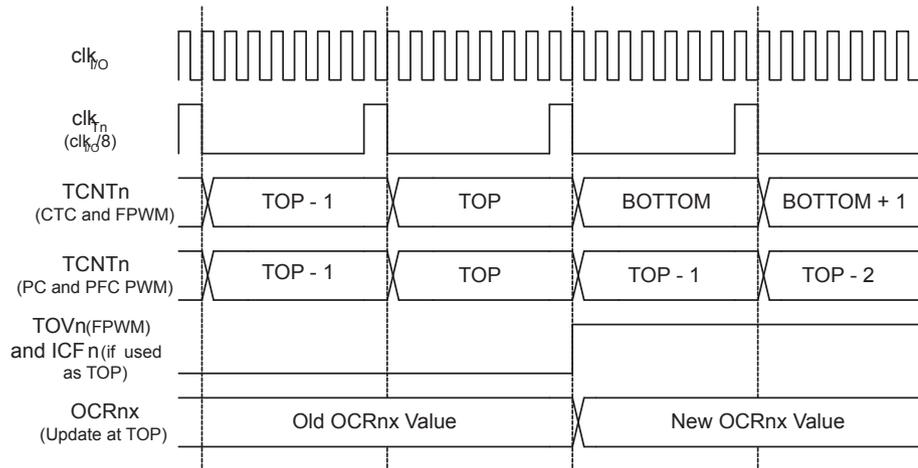 clkI/O
clkTn
(clkI/O/8)
TCNTn
(CTC and FPWM)
TOP - 1
TOP
BOTTOM
BOTTOM + 1
TCNTn
(PC and PFC PWM)
TOP - 1
TOP
TOP - 1
TOP - 2
TOVn(FPWM)
and ICFn(if used
as TOP)
OCRnx
(Update at TOP)
Old OCRnx Value
New OCRnx Value